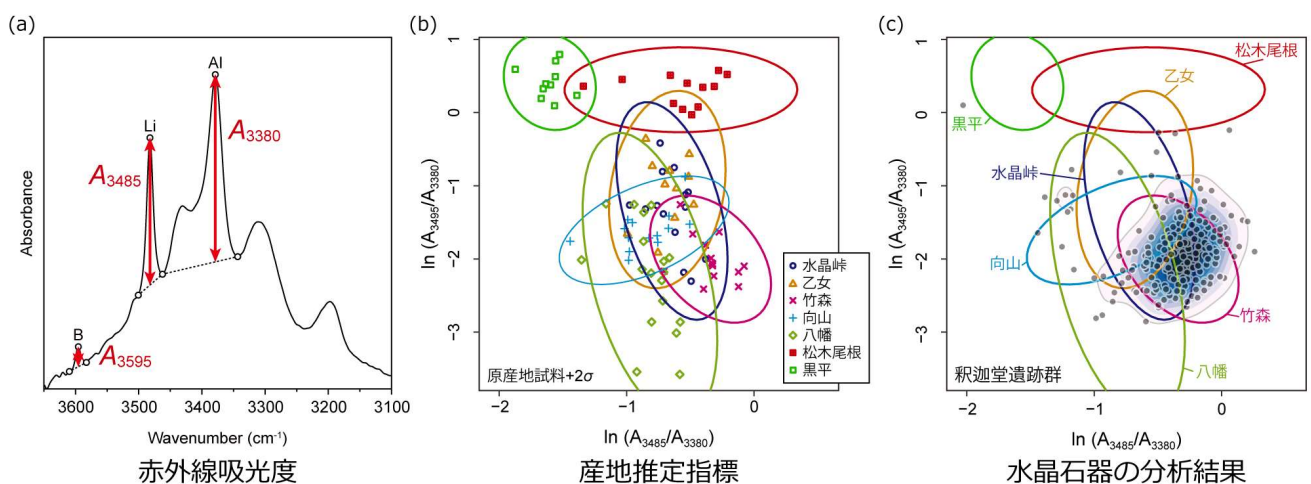 (a)
Al
Li
A3380
A3485
B
A3595
Absorbance
3600
3500
3400
3300
3200
3100
Wavenumber (cm-1)
赤外線吸光度
(b)
1
0
−1
−2
−3
ln (A3495/A3380)
水晶峠
乙女
竹森
向山
八幡
松木尾根
黒平
原産地試料+2σ
−2
−1
0
ln (A3485/A3380)
産地推定指標
(c)
1
0
−1
−2
−3
ln (A3495/A3380)
松木尾根
乙女
黒平
水晶峠
向山
竹森
八幡
釈迦堂遺跡群
−2
−1
0
ln (A3485/A3380)
水晶石器の分析結果